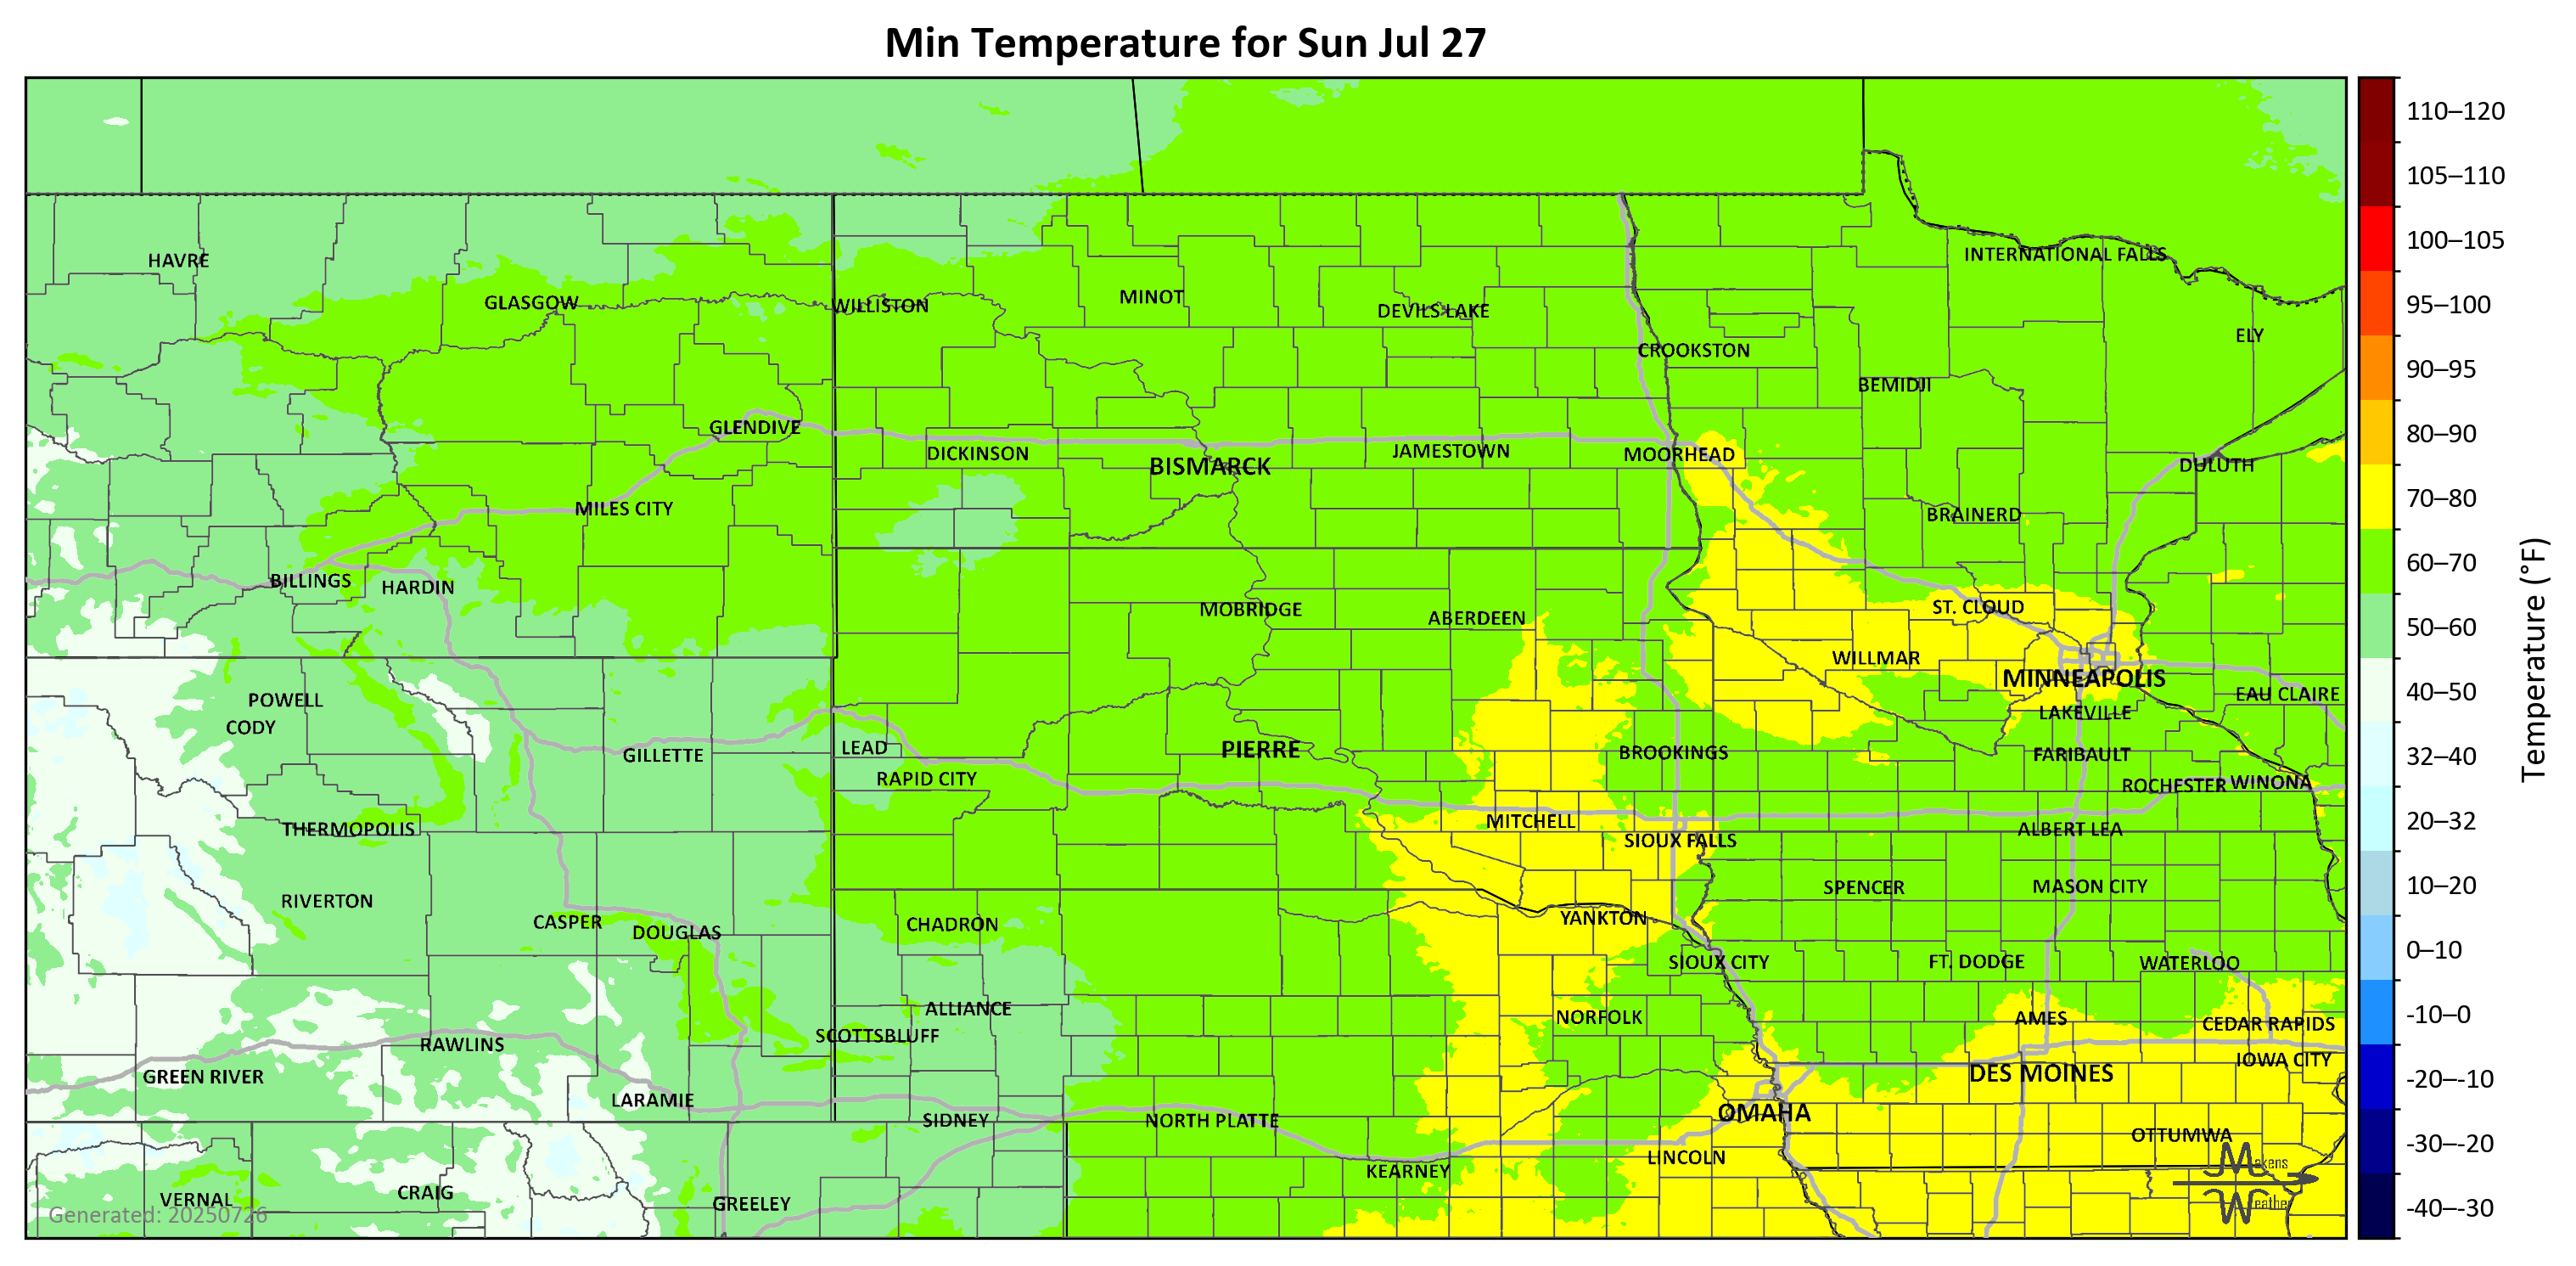 Min Temperature for Sun Jul 27
HAVRE
GLASGOW
WILLISTON
MINOT
DEVILS LAKE
INTERNATIONAL FALLS
ELY
CROOKSTON
BEMIDJI
GLENDIVE
DICKINSON
BISMARCK
JAMESTOWN
MOORHEAD
DULUTH
MILES CITY
BRAINERD
BILLINGS
HARDIN
MOBRIDGE
ABERDEEN
ST. CLOUD
WILLMAR
MINNEAPOLIS
EAU CLAIRE
POWELL
CODY
LAKEVILLE
GILLETTE
LEAD
PIERRE
BROOKINGS
FARIBAULT
RAPID CITY
ROCHESTER
WINONA
THERMOPOLIS
MITCHELL
SIOUX FALLS
ALBERT LEA
RIVERTON
SPENCER
MASON CITY
CASPER
DOUGLAS
CHADRON
YANKTON
SIOUX CITY
FT. DODGE
WATERLOO
ALLIANCE
NORFOLK
AMES
CEDAR RAPIDS
SCOTTSBLUFF
RAWLINS
IOWA CITY
GREEN RIVER
DES MOINES
LARAMIE
SIDNEY
NORTH PLATTE
OMAHA
OTTUMWA
KEARNEY
LINCOLN
VERNAL
CRAIG
GREELEY
Generated: 20250726
Makens
Weather
110–120
105–110
100–105
95–100
90–95
80–90
70–80
60–70
50–60
40–50
32–40
20–32
10–20
0–10
-10–0
-20–-10
-30–-20
-40–-30
Temperature (°F)